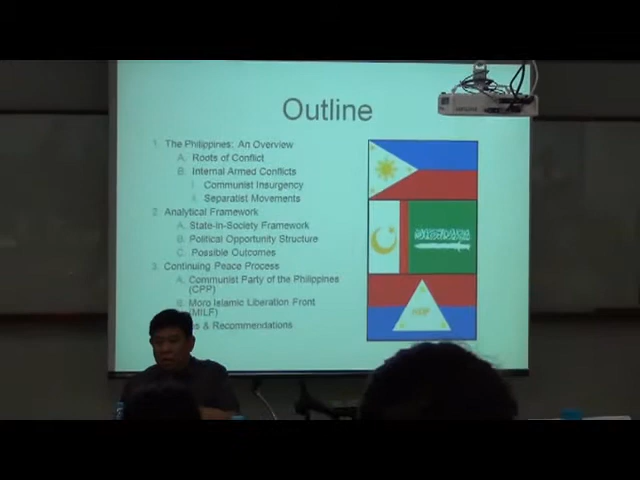 Outline
1. The Philippines: An Overview
A. Roots of Conflict
B. Internal Armed Conflicts
i. Communist Insurgency
ii. Separatist Movements
2. Analytical Framework
A. State-in-Society Framework
B. Political Opportunity Structure
C. Possible Outcomes
3. Continuing Peace Process
A. Communist Party of the Philippines
(CPP)
B. Moro Islamic Liberation Front
(MILF)
& Recommendations